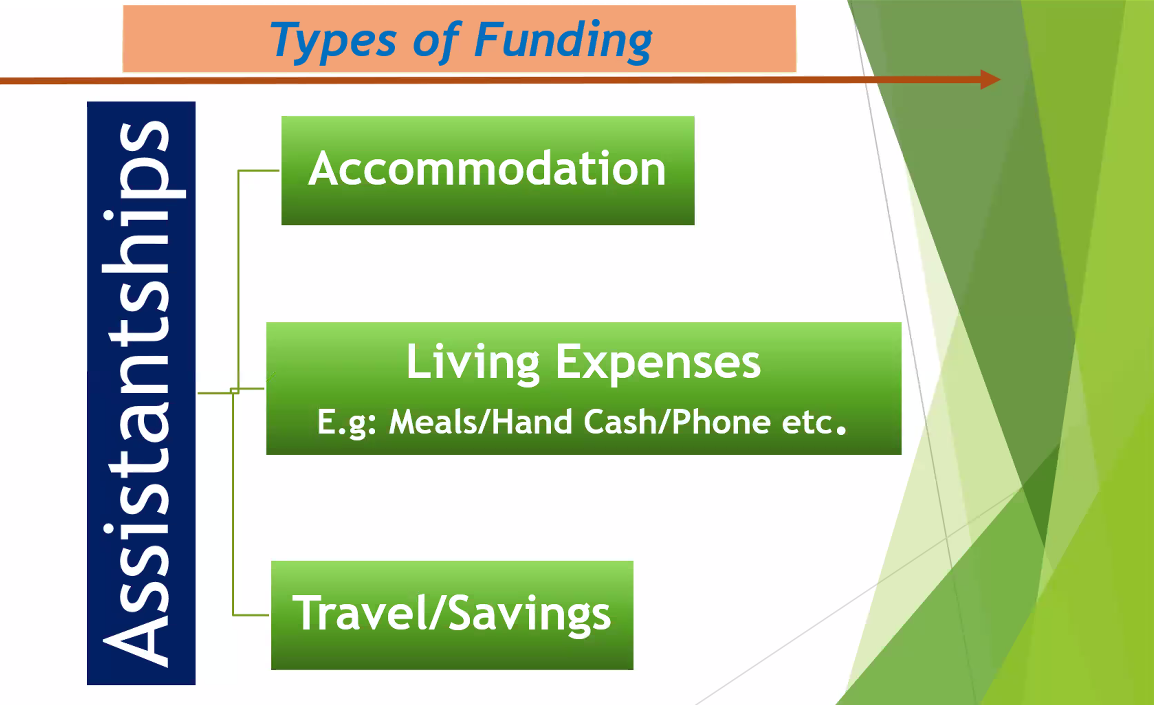 Types of Funding
Assistantships
Accommodation
Living Expenses
E.g: Meals/Hand Cash/Phone etc.
Travel/Savings